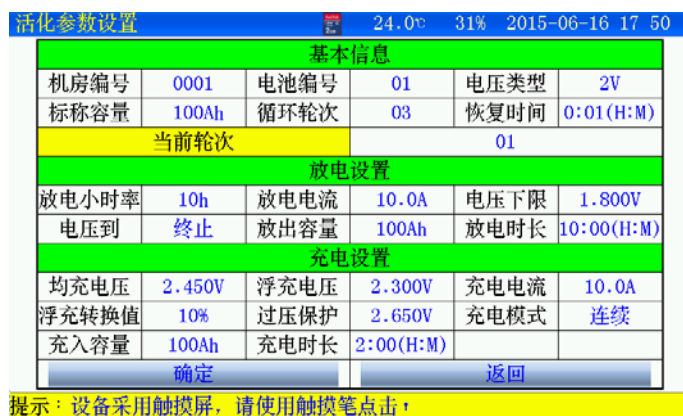 活化参数设置 24.0℃ 31% 2015-06-16 17 50
基本信息
机房编号 0001 电池编号 01 电压类型 2V
标称容量 100Ah 循环轮次 03 恢复时间 0:01(H:M)
当前轮次 01
放电设置
放电小时率 10h 放电电流 10.0A 电压下限 1.800V
电压到 终止 放出容量 100Ah 放电时长 10:00(H:M)
充电设置
均充电压 2.450V 浮充电压 2.300V 充电电流 10.0A
浮充转换值 10% 过压保护 2.650V 充电模式 连续
充入容量 100Ah 充电时长 2:00(H:M)
确定 返回
提示：设备采用触摸屏，请使用触摸笔点击！